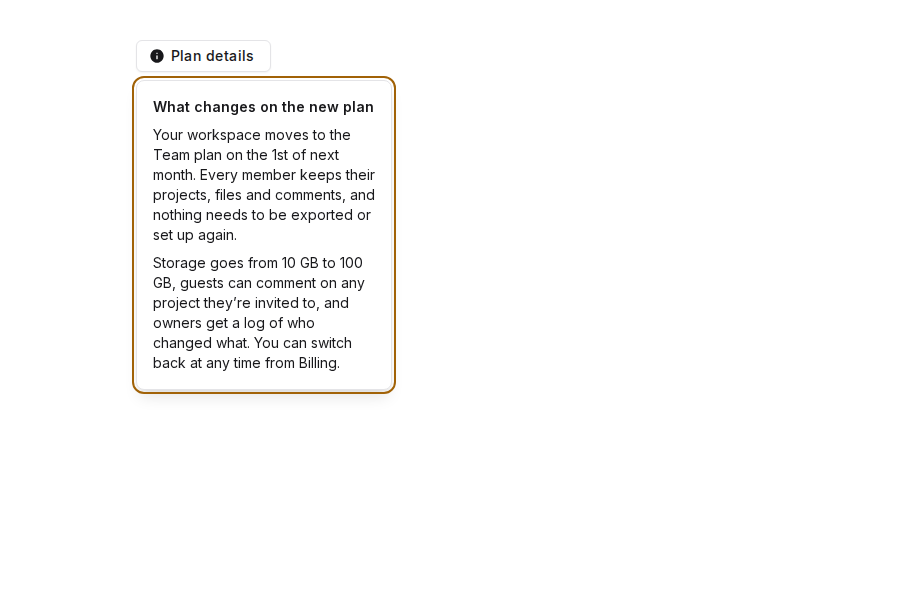 Plan details
What changes on the new plan
Your workspace moves to the
Team plan on the 1st of next
month. Every member keeps their
projects, files and comments, and
nothing needs to be exported or
set up again.
Storage goes from 10 GB to 100
GB, guests can comment on any
project they’re invited to, and
owners get a log of who
changed what. You can switch
back at any time from Billing.